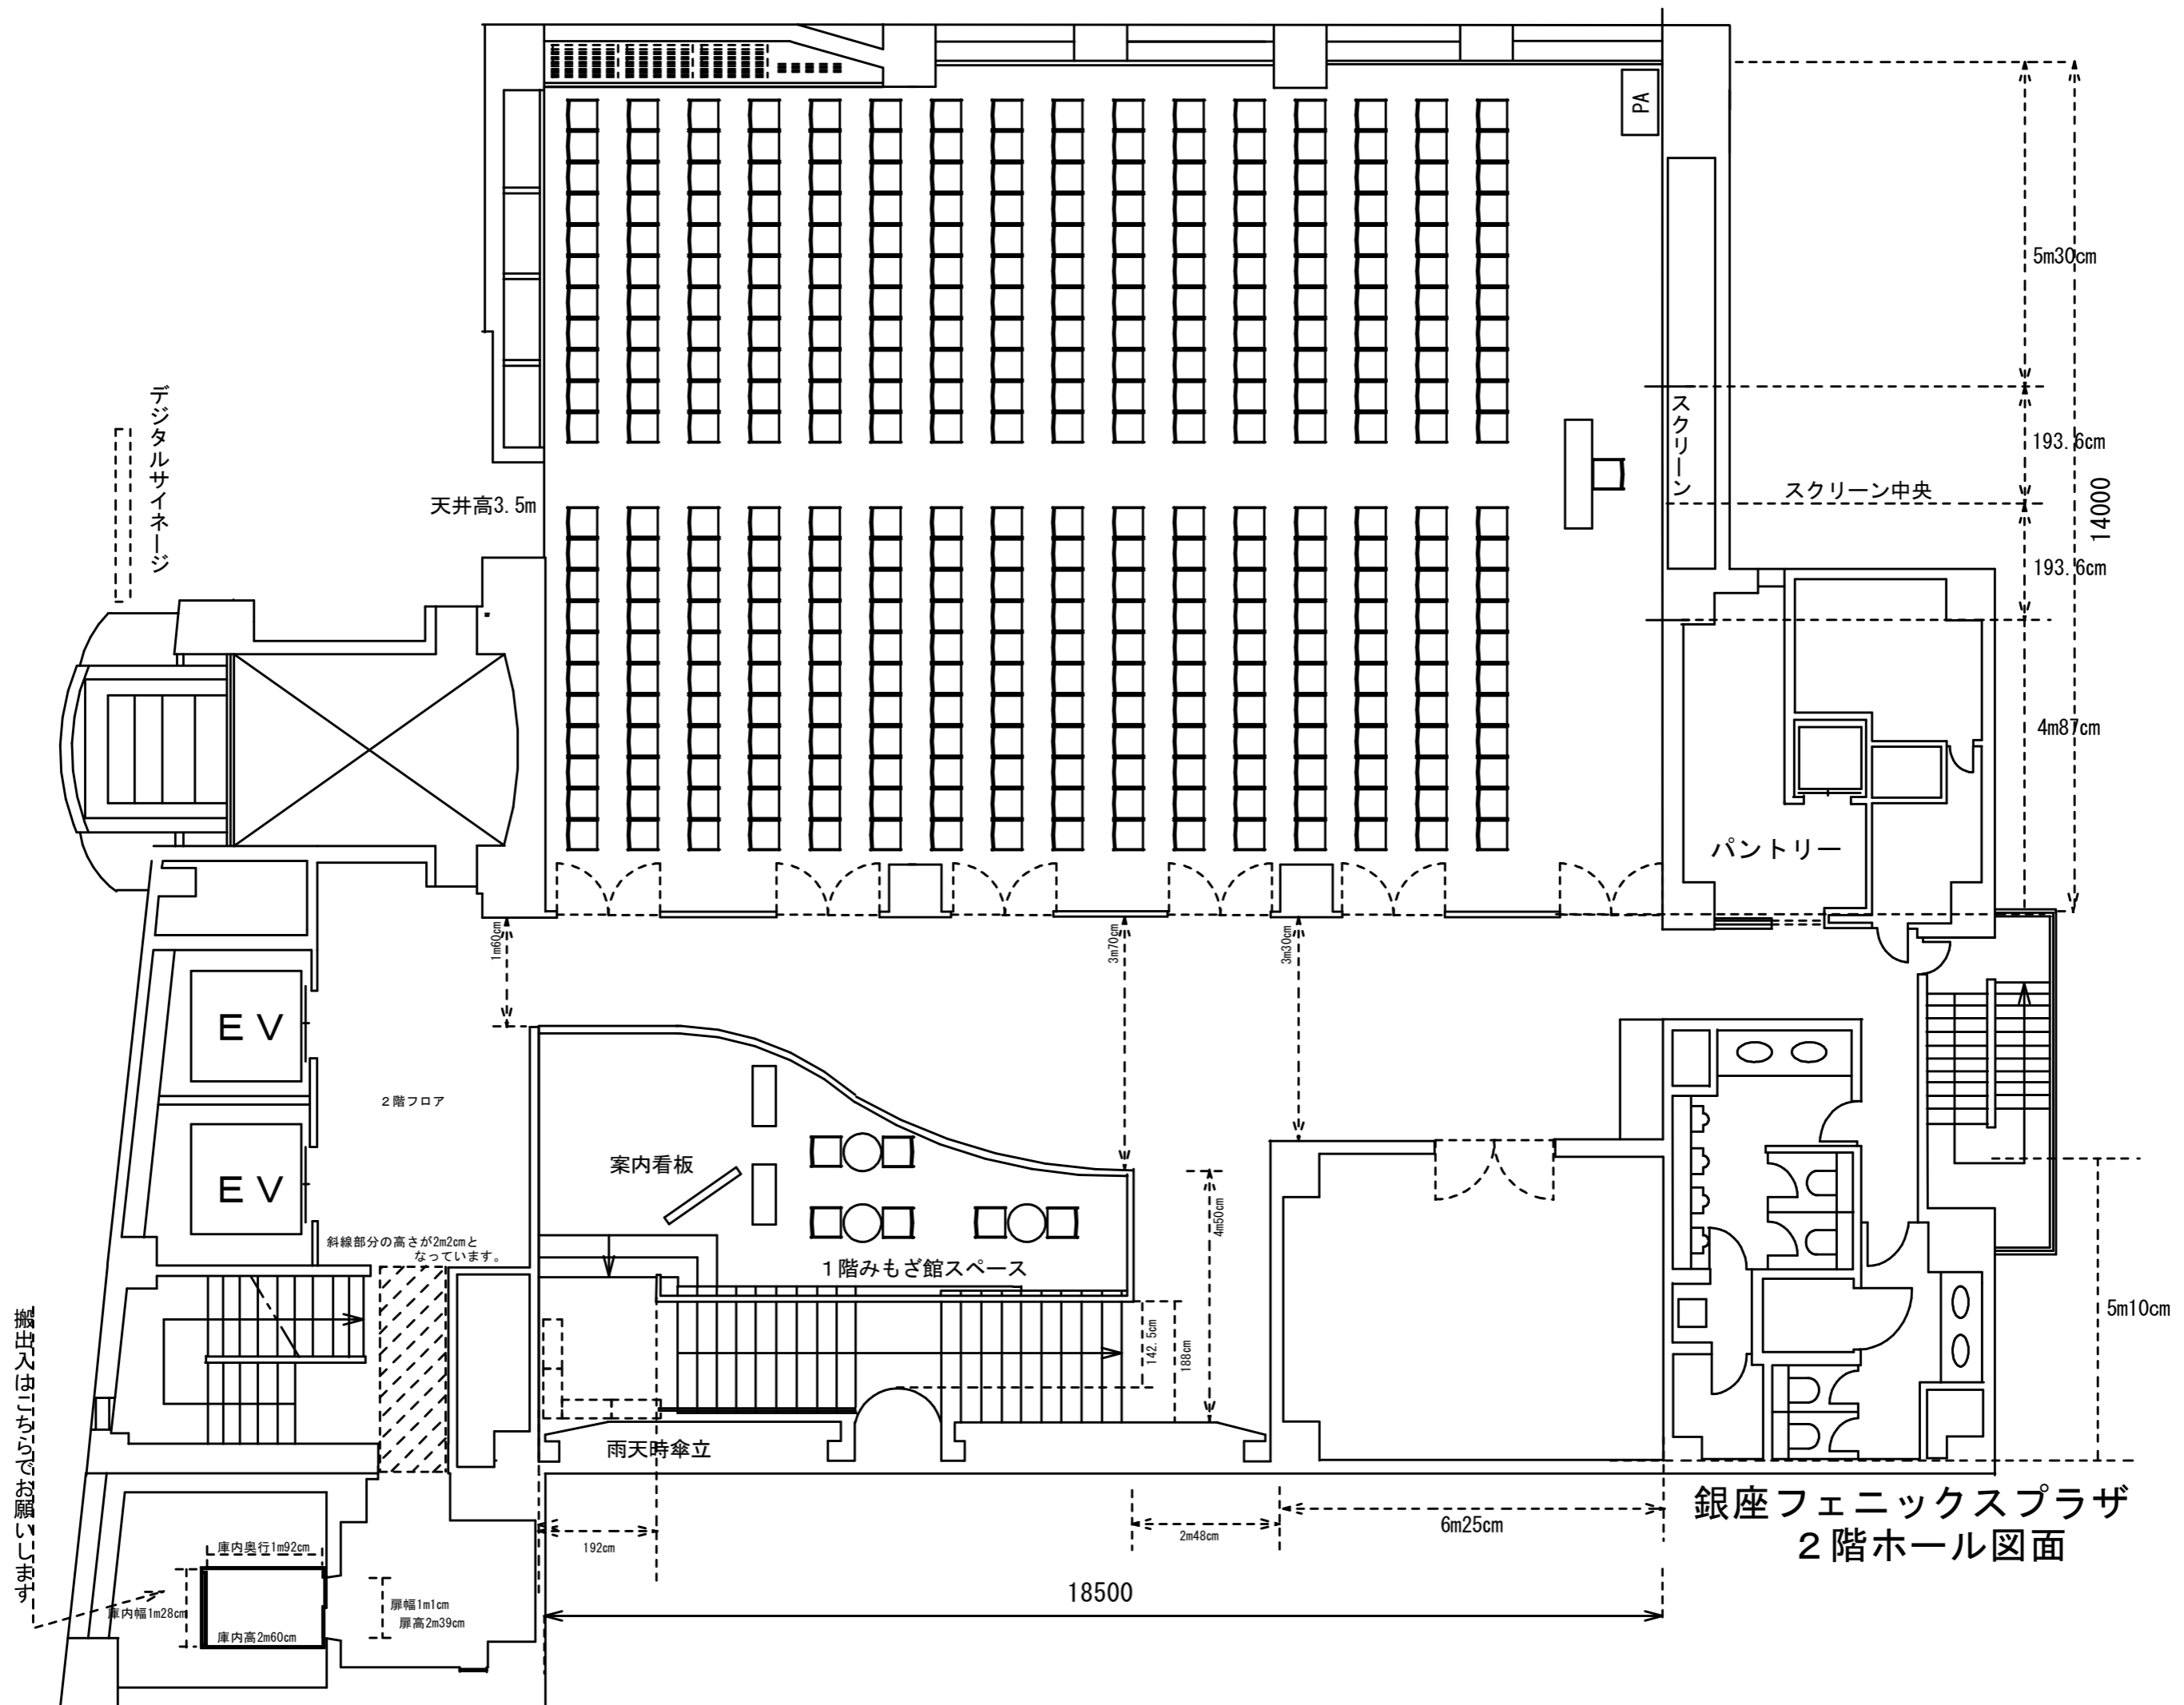 PA
5m30cm
デジタルサイネージ
スクリーン
193.6cm
天井高3.5m
スクリーン中央
14000
193.6cm
4m87cm
パントリー
1m60cm
3m70cm
3m30cm
EV
2階フロア
案内看板
EV
4m50cm
斜線部分の高さが2m2cmと
なっています。
1階みもざ館スペース
5m10cm
142.5cm
188cm
搬出入はこちらでお願いします
雨天時傘立
銀座フェニックスプラザ
2階ホール図面
6m25cm
2m48cm
192cm
庫内奥行1m92cm
18500
扉幅1m1cm
庫内幅1m28cm
扉高2m39cm
庫内高2m60cm